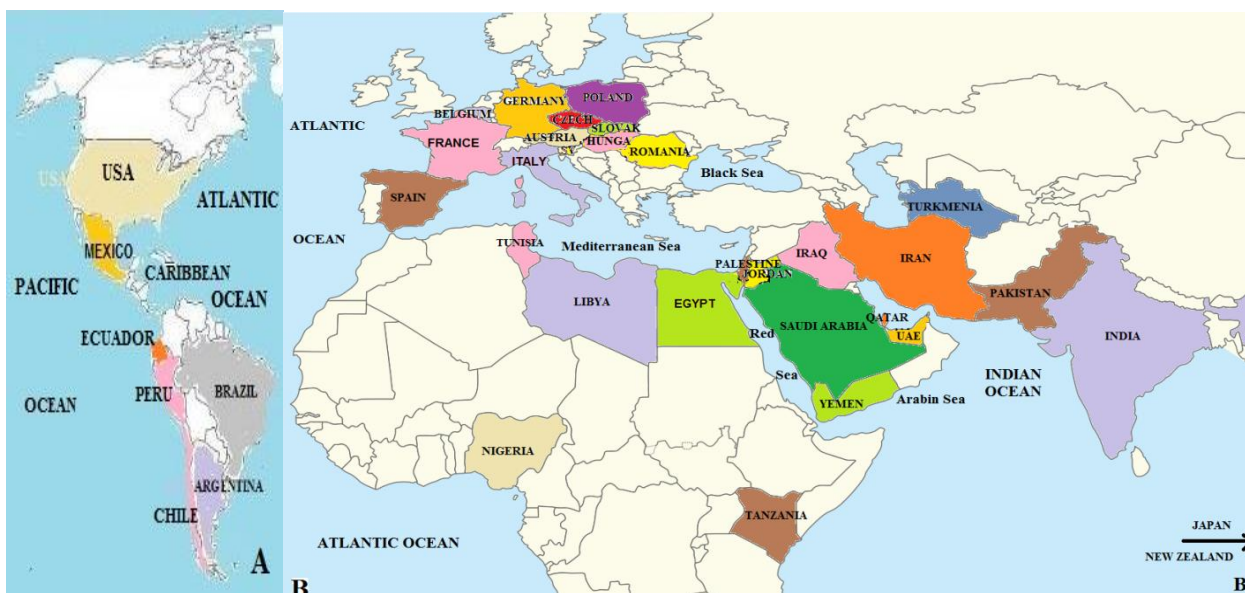 USA
USA
ATLANTIC
MEXICO
CARIBBEAN
PACIFIC
OCEAN
ECUADOR
PERU
BRAZIL
OCEAN
ARGENTINA
CHILE
A
GERMANY
POLAND
BELGIUM
CZECH
ATLANTIC
SLOVAK
AUSTRIA
FRANCE
HUNGA
ITALY
ROMANIA
Black Sea
SPAIN
TURKMENIA
OCEAN
TUNISIA
Mediterranean Sea
IRAQ
IRAN
PALESTINE
JORDAN
PAKISTAN
LIBYA
EGYPT
QATAR
SAUDI ARABIA
Red
UAE
INDIA
Sea
INDIAN
OCEAN
YEMEN
Arabin Sea
NIGERIA
TANZANIA
JAPAN
ATLANTIC OCEAN
NEW ZEALAND
B
B